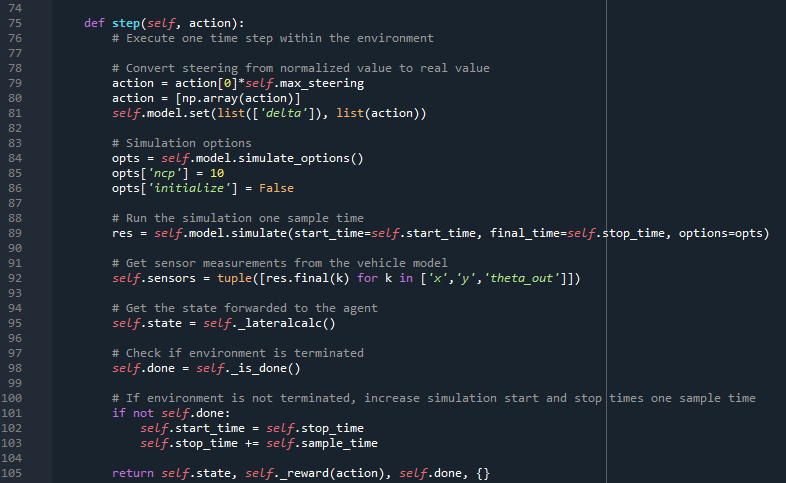 74
75 def step(self, action):
76 # Execute one time step within the environment
77
78 # Convert steering from normalized value to real value
79 action = action[0]*self.max_steering
80 action = [np.array(action)]
81 self.model.set(list(['delta']), list(action))
82
83 # Simulation options
84 opts = self.model.simulate_options()
85 opts['ncp'] = 10
86 opts['initialize'] = False
87
88 # Run the simulation one sample time
89 res = self.model.simulate(start_time=self.start_time, final_time=self.stop_time, options=opts)
90
91 # Get sensor measurements from the vehicle model
92 self.sensors = tuple([res.final(k) for k in ['x','y','theta_out']])
93
94 # Get the state forwarded to the agent
95 self.state = self._lateralcalc()
96
97 # Check if environment is terminated
98 self.done = self._is_done()
99
100 # If environment is not terminated, increase simulation start and stop times one sample time
101 if not self.done:
102 self.start_time = self.stop_time
103 self.stop_time += self.sample_time
104
105 return self.state, self._reward(action), self.done, {}